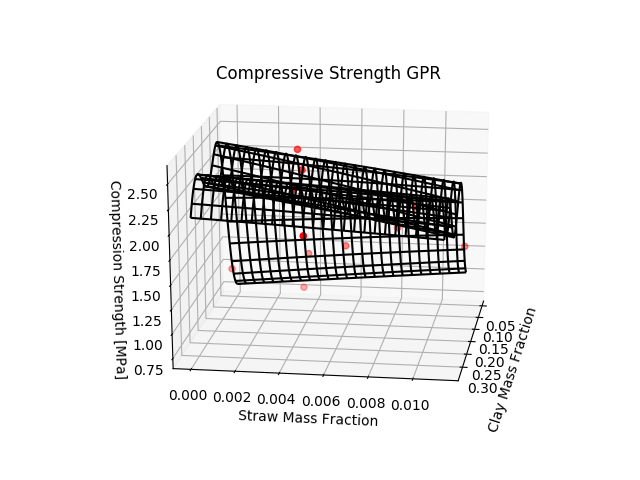 Compressive Strength GPR
Compression Strength [MPa]
2.50
2.25
2.00
1.75
1.50
1.25
1.00
0.75
0.000 0.002 0.004 0.006 0.008 0.010
Straw Mass Fraction
0.05
0.10
0.15
0.20
0.25
0.30
Clay Mass Fraction